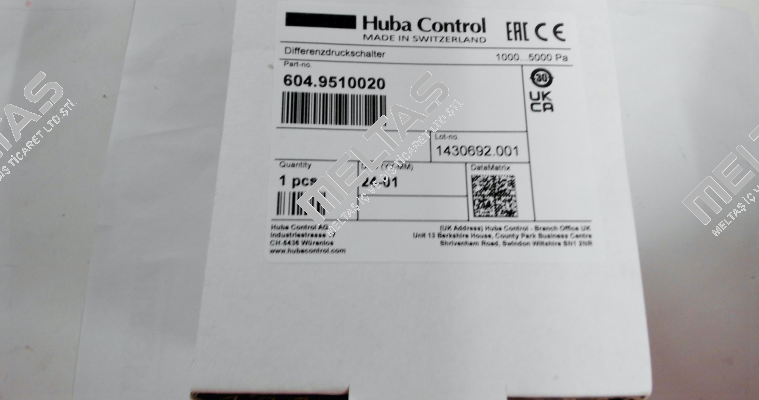 Huba Control
MADE IN SWITZERLAND
EAC CE
Differenzdruckschalter
1000...5000 Pa
Part-no.
604.9510020
30
UK
CA
Lot-no.
1430692.001
Quantity
1 pcs
24-01
DataMatrix
Huba Control AG
Industriestrasse
CH-5436 Würenlos
www.hubacontrol.com
(UK Address) Huba Control - Branch Office UK
Unit 13 Berkshire House, County Park Business Centre
Shrivenham Road, Swindon Wiltshire SN1 2NR
MELTAS
MELTAS
MELTAS
MELTAŞ